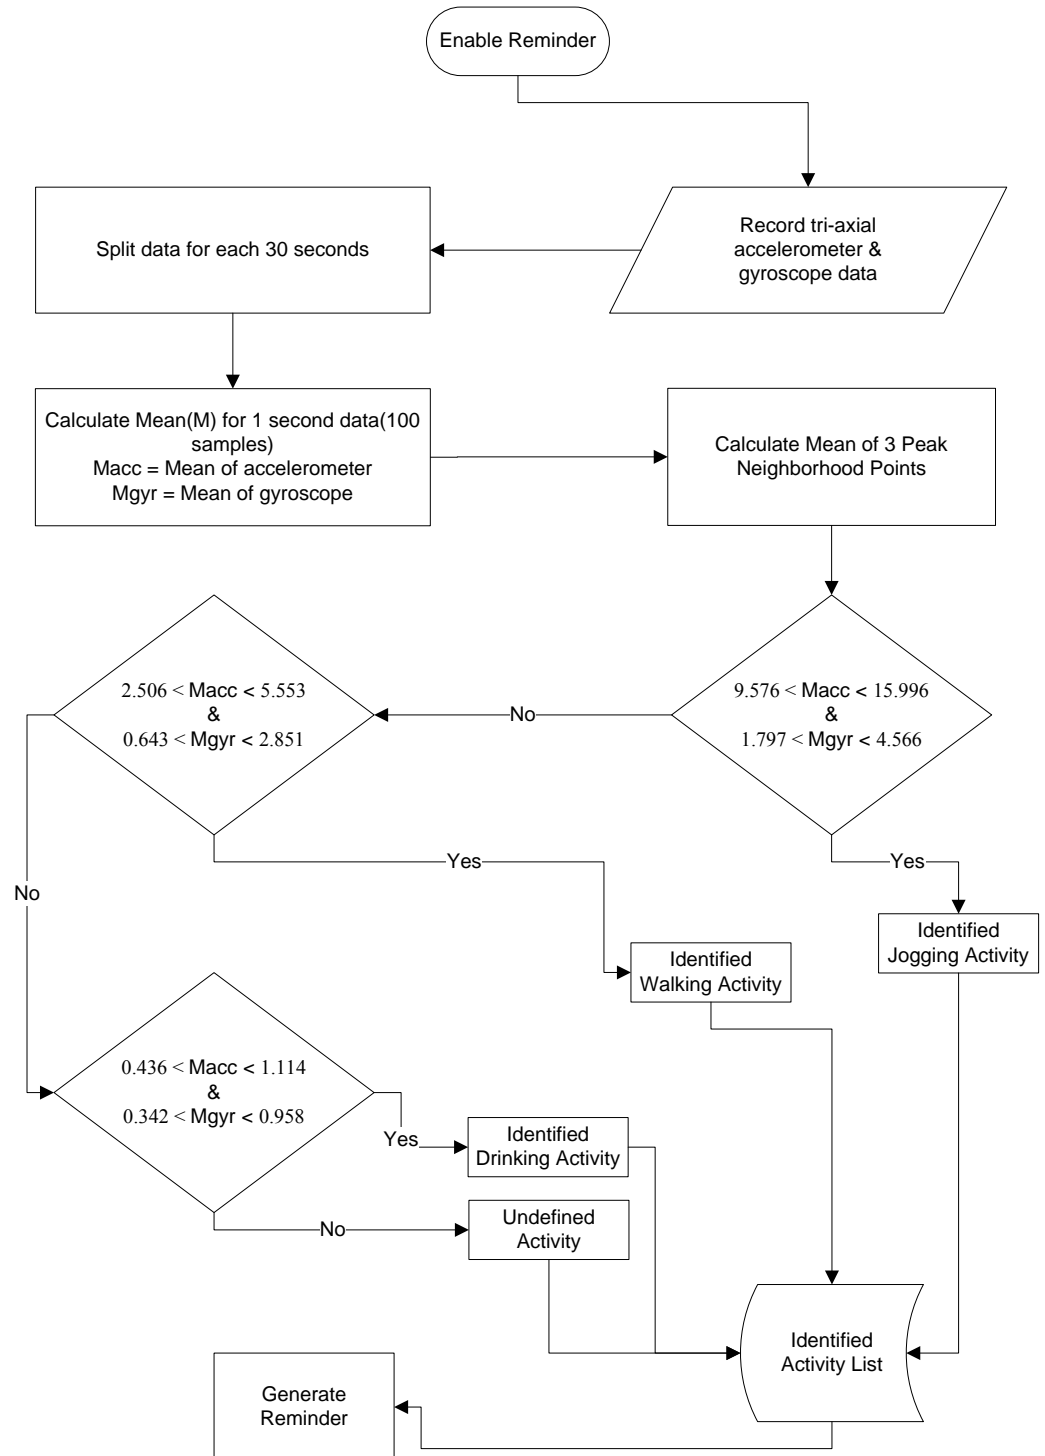 Enable Reminder
Record tri-axial
accelerometer &
gyroscope data
Split data for each 30 seconds
Calculate Mean(M) for 1 second data(100
samples)
Macc = Mean of accelerometer
Mgyr = Mean of gyroscope
Calculate Mean of 3 Peak
Neighborhood Points
9.576 < Macc < 15.996
&
1.797 < Mgyr < 4.566
No
2.506 < Macc < 5.553
&
0.643 < Mgyr < 2.851
Yes
Yes
No
Identified
Jogging Activity
Identified
Walking Activity
0.436 < Macc < 1.114
&
0.342 < Mgyr < 0.958
Yes
Identified
Drinking Activity
No
Undefined
Activity
Identified
Activity List
Generate
Reminder